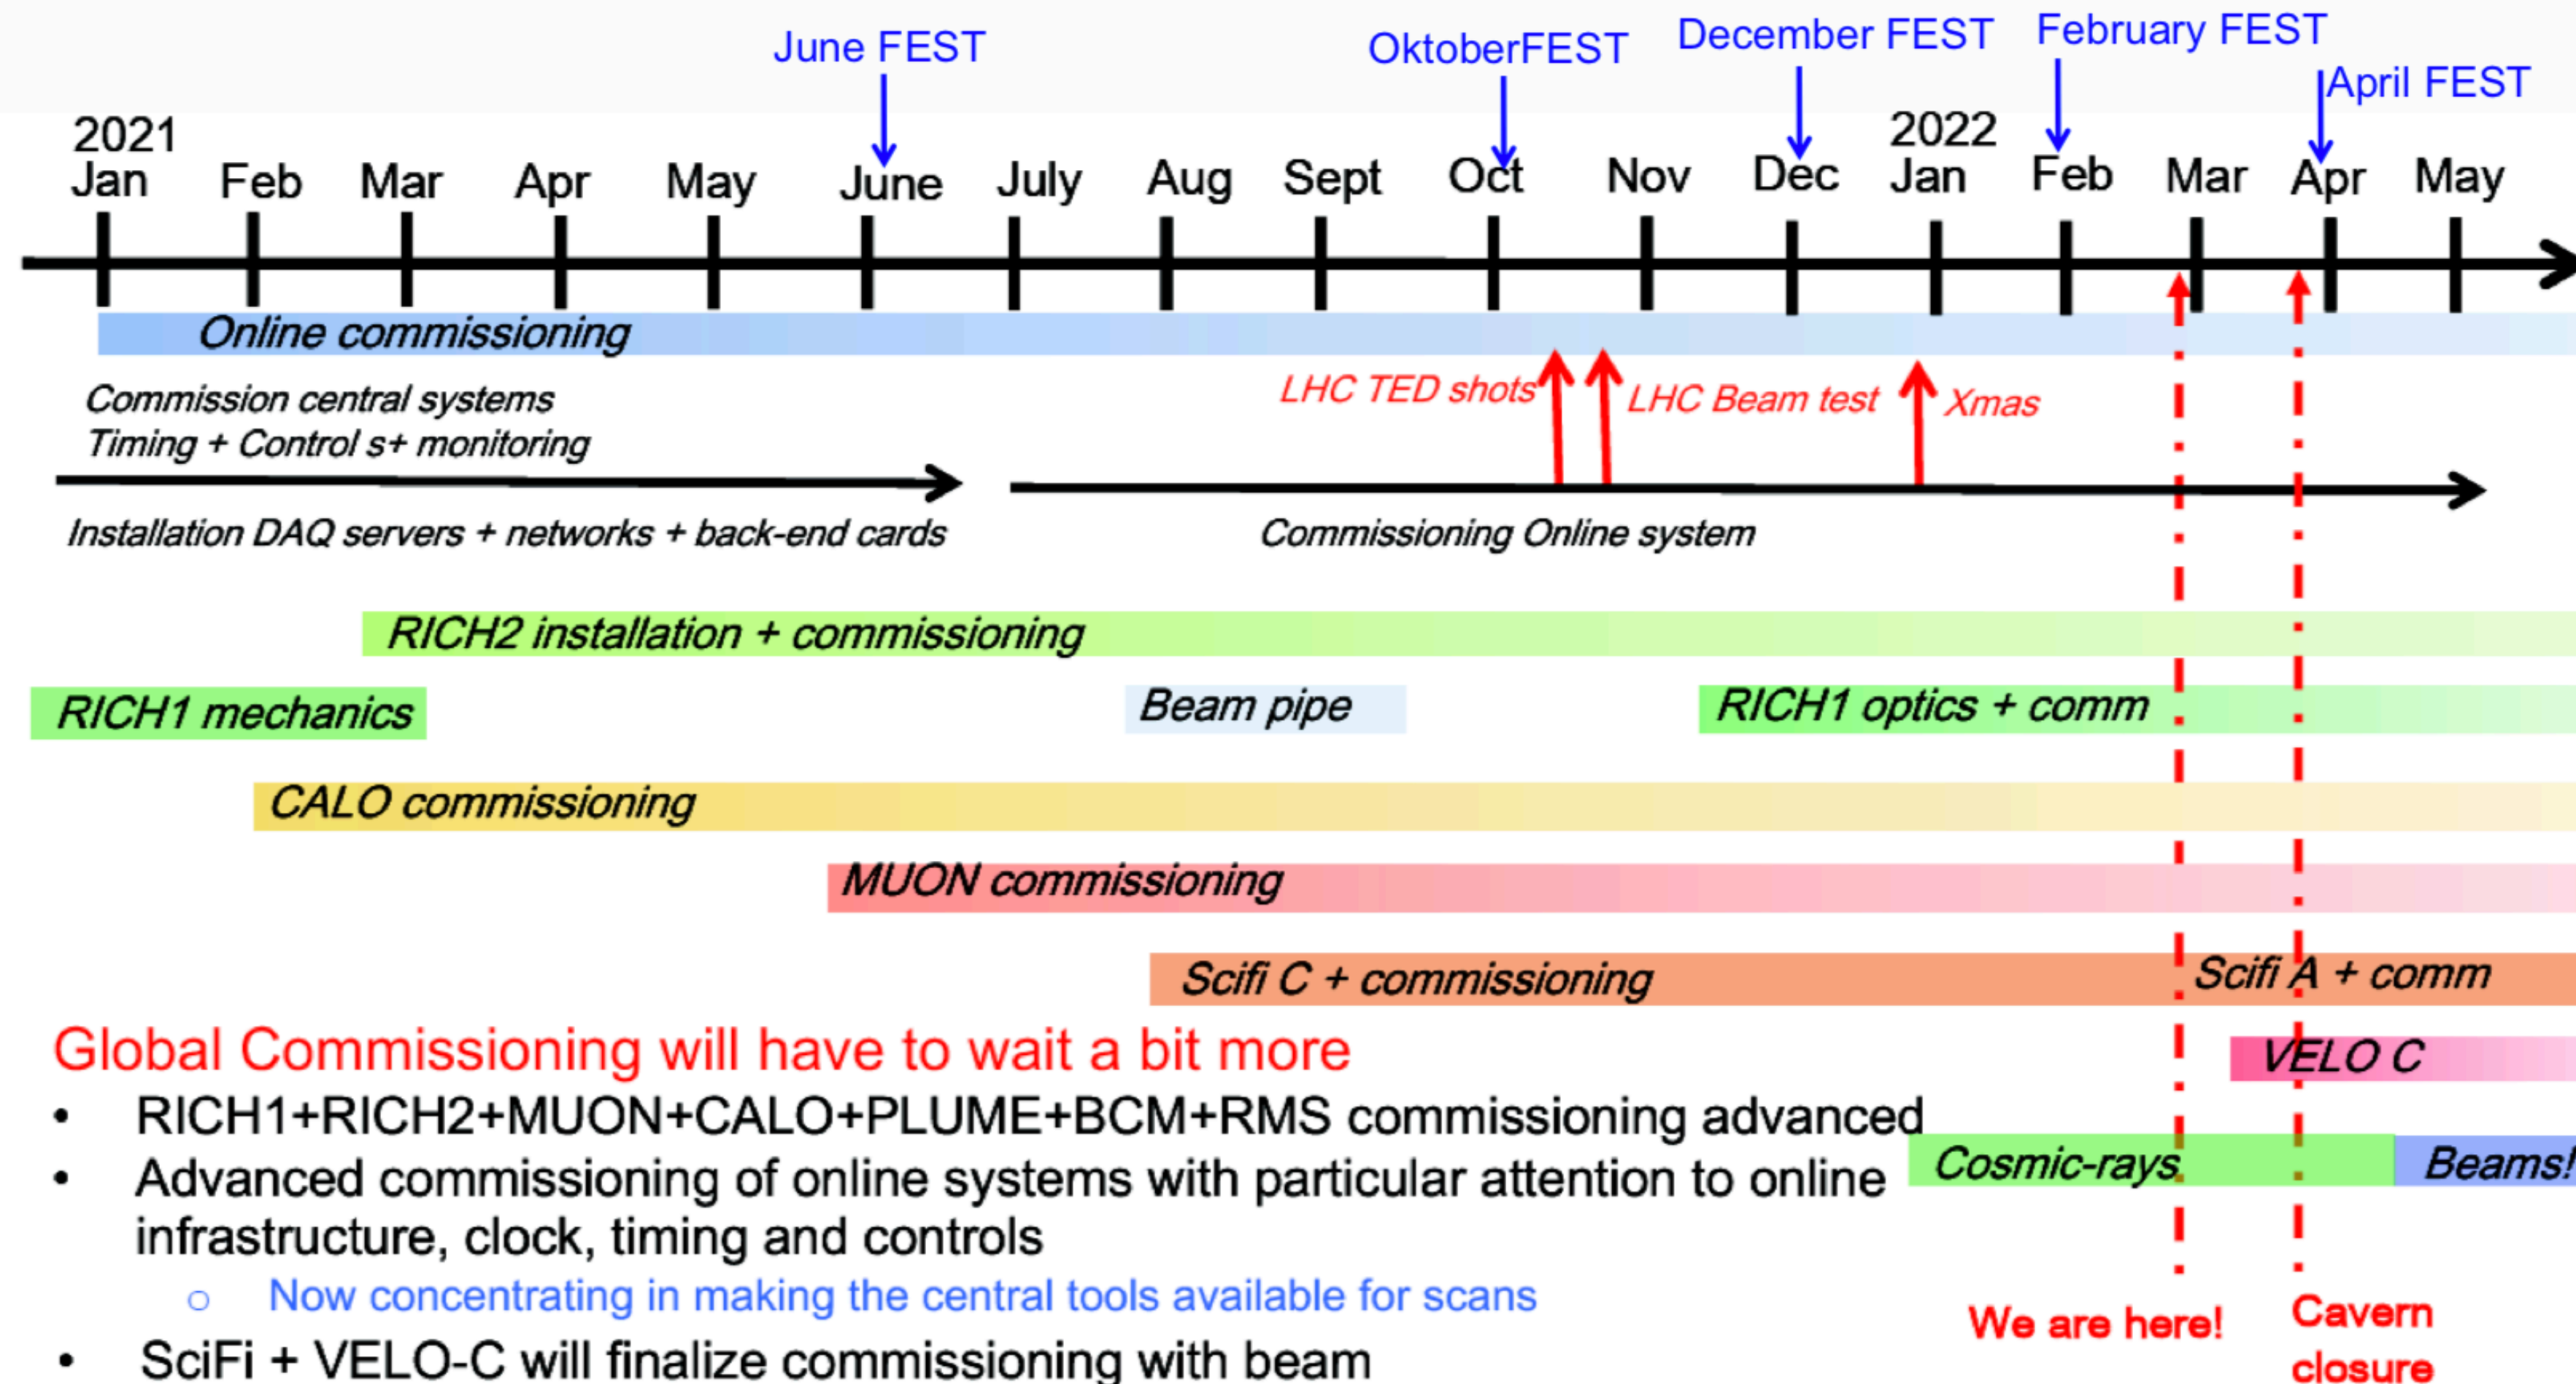 June FEST
OktoberFEST
December FEST
February FEST
April FEST
2021
2022
Jan Feb Mar Apr May June July Aug Sept Oct Nov Dec Jan Feb Mar Apr May
Online commissioning
Commission central systems
Timing + Control s+ monitoring
LHC TED shots
LHC Beam test
Xmas
Installation DAQ servers + networks + back-end cards
Commissioning Online system
RICH2 installation + commissioning
RICH1 mechanics
Beam pipe
RICH1 optics + comm
CALO commissioning
MUON commissioning
Scifi C + commissioning
Scifi A + comm
VELO C
Cosmic-rays
Beams!
Global Commissioning will have to wait a bit more
• RICH1+RICH2+MUON+CALO+PLUME+BCM+RMS commissioning advanced
• Advanced commissioning of online systems with particular attention to online
infrastructure, clock, timing and controls
o Now concentrating in making the central tools available for scans
• SciFi + VELO-C will finalize commissioning with beam
We are here!
Cavern
closure